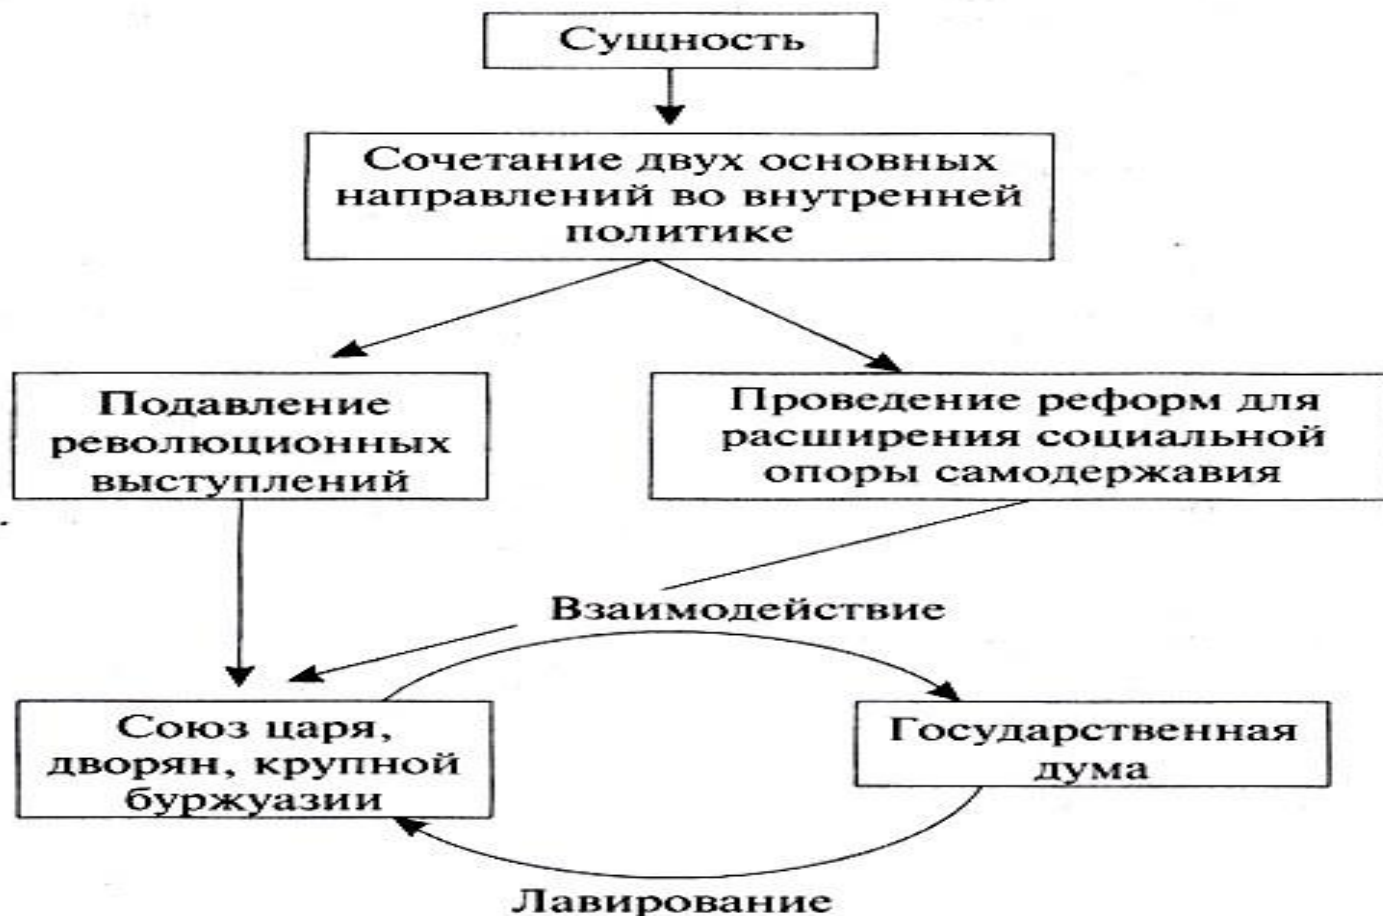 Сущность
Сочетание двух основных
направлений во внутренней
политике
Подавление
революционных
выступлений
Проведение реформ для
расширения социальной
опоры самодержавия
Взаимодействие
Союз царя,
дворян, крупной
буржуазии
Государственная
дума
Лавирование